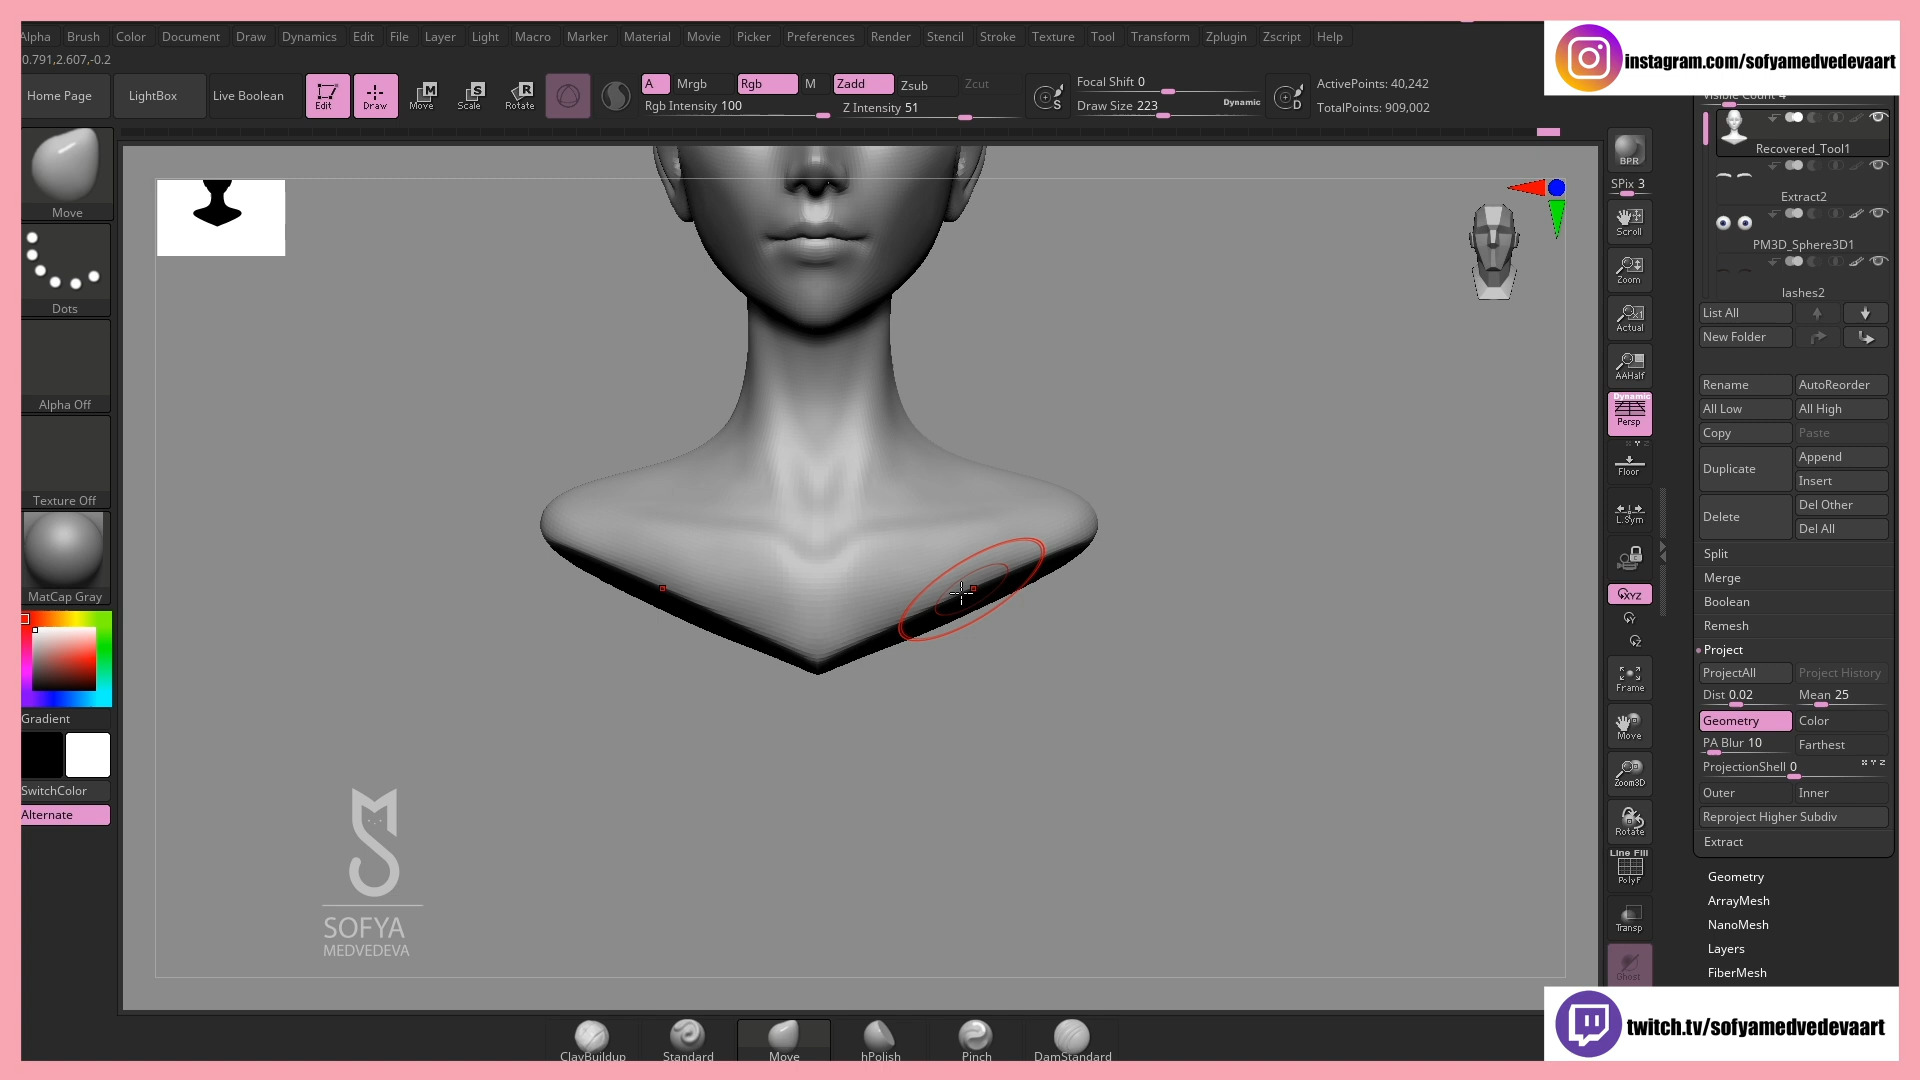 Alpha Brush Color Document Draw Dynamics Edit File Layer Light Macro Marker Material Movie Picker Preferences Render Stencil Stroke Texture Tool Transform Zplugin Zscript Help
0.791,2.607,-0.2
Home Page LightBox Live Boolean Edit Draw Move Scale Rotate
A Mrgb Rgb M Zadd Zsub Zcut
Rgb Intensity 100 Z Intensity 51
S
Focal Shift 0
Draw Size 223 Dynamic
D
ActivePoints: 40,242
TotalPoints: 909,002
instagram.com/sofyamedvedevaart
Move
Dots
Alpha Off
Texture Off
MatCap Gray
Gradient
SwitchColor
Alternate
SOFYA
MEDVEDEVA
BPR
SPix 3
Scroll
Zoom
Actual
AAHalf
Dynamic
Persp
Floor
L.Sym
XYZ
Frame
Move
Zoom3D
Rotate
Line Fill
PolyF
Transp
Ghost
Visible Count 4
Recovered_Tool1
Extract2
PM3D_Sphere3D1
lashes2
List All
New Folder
Rename AutoReorder
All Low All High
Copy Paste
Duplicate Append
Insert
Delete Del Other
Del All
Split
Merge
Boolean
Remesh
Project
ProjectAll Project History
Dist 0.02 Mean 25
Geometry Color
PA Blur 10 Farthest
ProjectionShell 0 X Y Z
Outer Inner
Reproject Higher Subdiv
Extract
Geometry
ArrayMesh
NanoMesh
Layers
FiberMesh
ClayBuildup Standard Move hPolish Pinch DamStandard
twitch.tv/sofyamedvedevaart